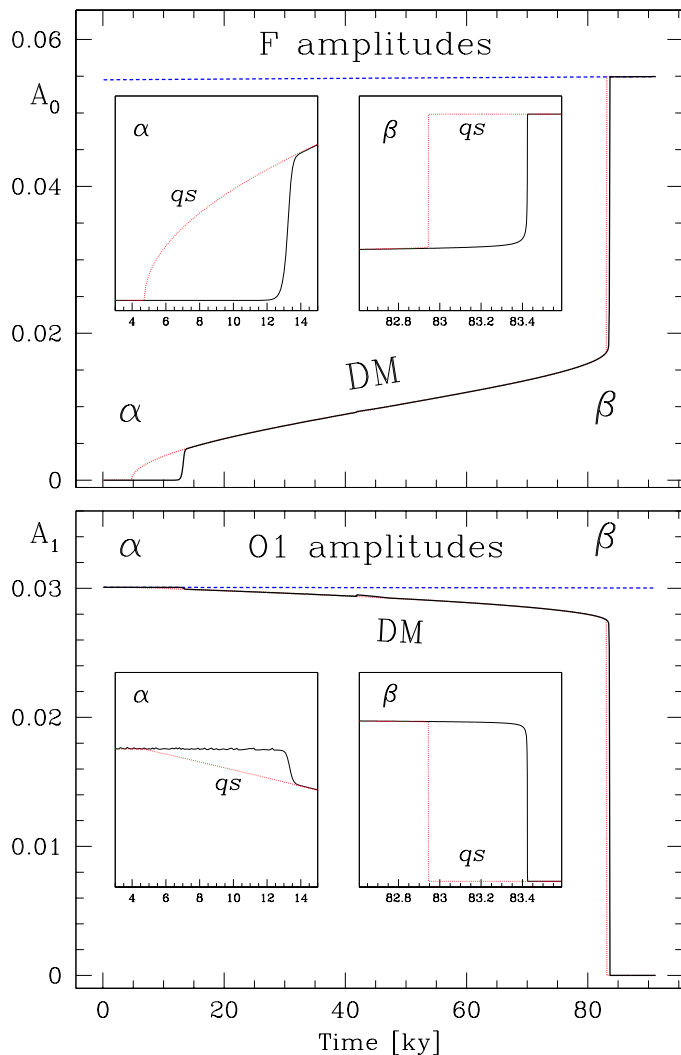 F amplitudes
A0
0.06
0.04
0.02
0
α
qs
4 6 8 10 12 14
β
qs
82.8 83 83.2 83.4
DM
α
β
A1
α
O1 amplitudes
β
0.03
0.02
0.01
0
DM
α
qs
4 6 8 10 12 14
β
qs
82.8 83 83.2 83.4
0 20 40 60 80
Time [ky]